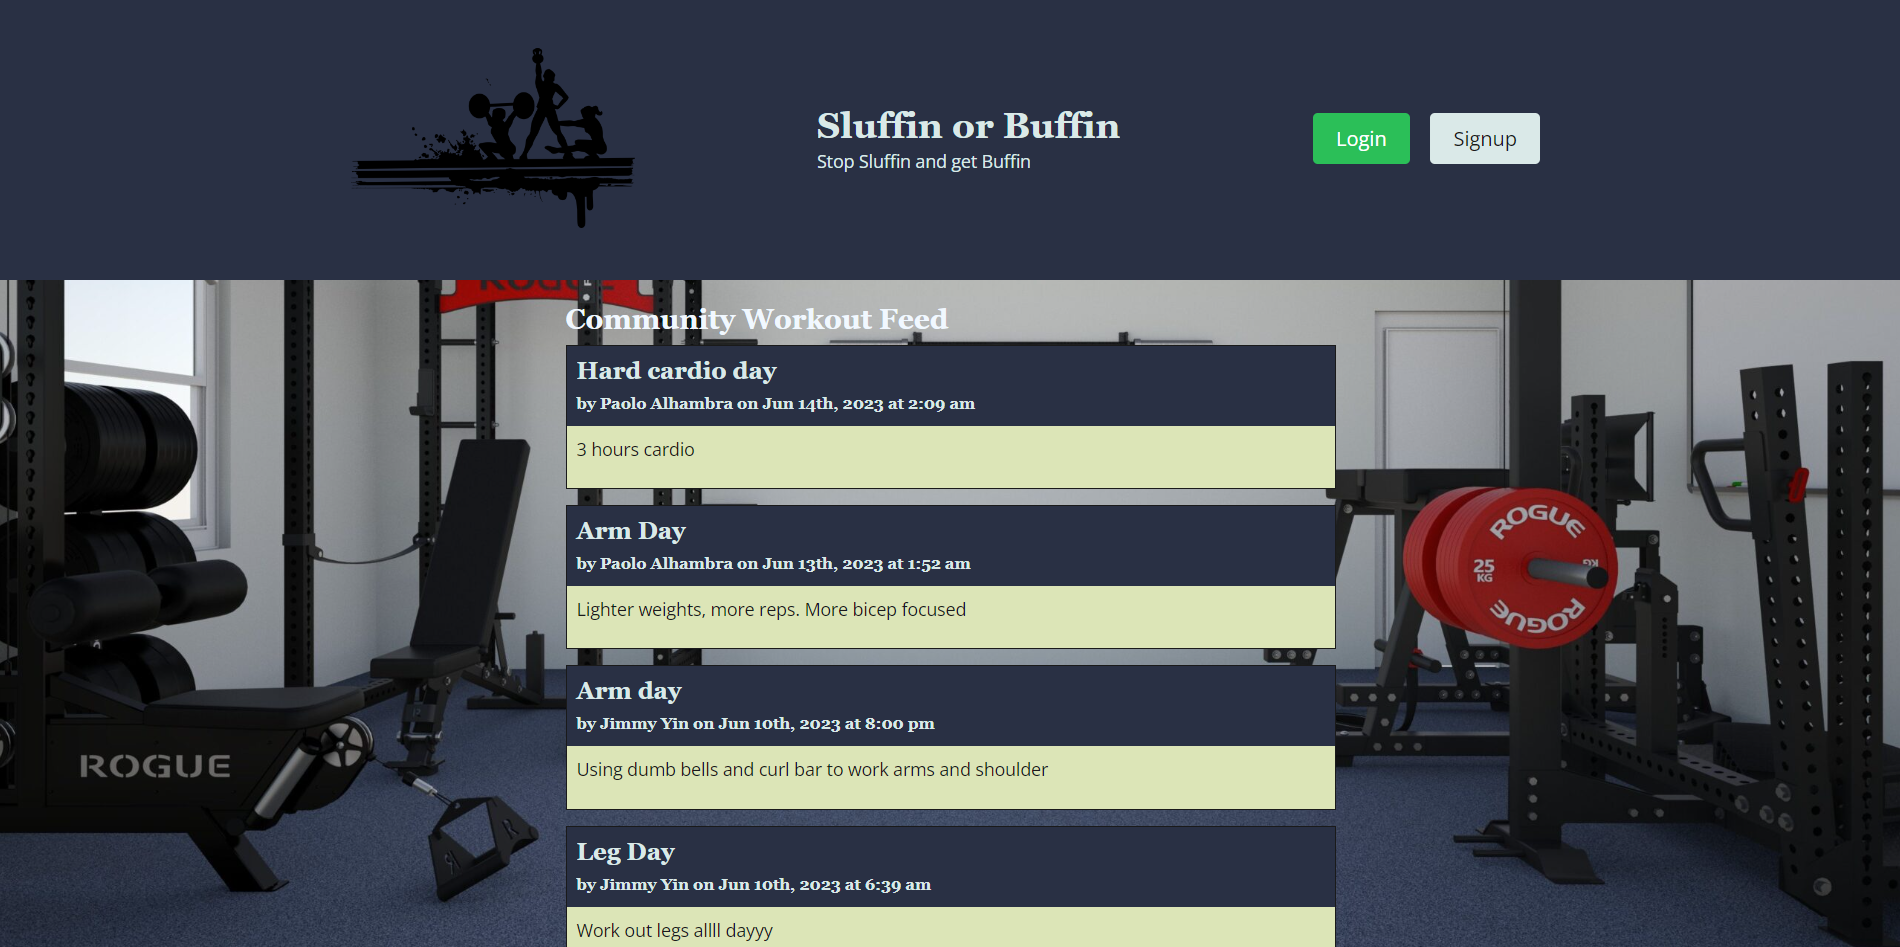 Sluffin or Buffin
Stop Sluffin and get Buffin
Login
Signup
ROGUE
Community Workout Feed
Hard cardio day
by Paolo Alhambra on Jun 14th, 2023 at 2:09 am
3 hours cardio
Arm Day
by Paolo Alhambra on Jun 13th, 2023 at 1:52 am
Lighter weights, more reps. More bicep focused
ROGUE
25
KG
KG
ROGUE
Arm day
by Jimmy Yin on Jun 10th, 2023 at 8:00 pm
Using dumb bells and curl bar to work arms and shoulder
ROGUE
R
R
Leg Day
by Jimmy Yin on Jun 10th, 2023 at 6:39 am
Work out legs allll dayyy